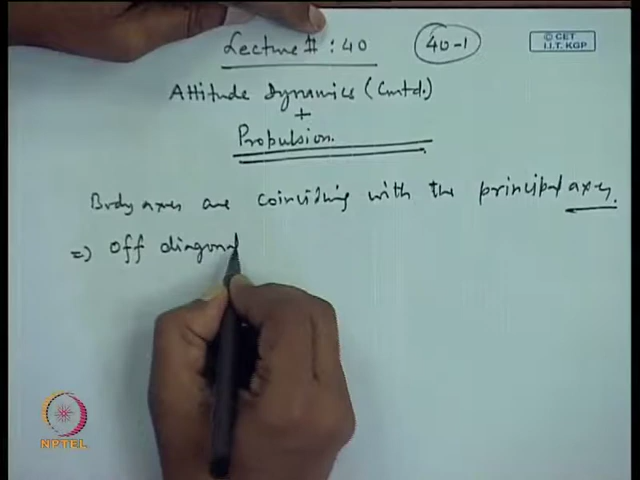 Lecture # : 40
40-1
© CET
I.I.T. KGP
Attitude Dynamics (Contd.)
+
Propulsion.
Body axes are coinciding with the principal axes.
=) Off diagonal
NPTEL